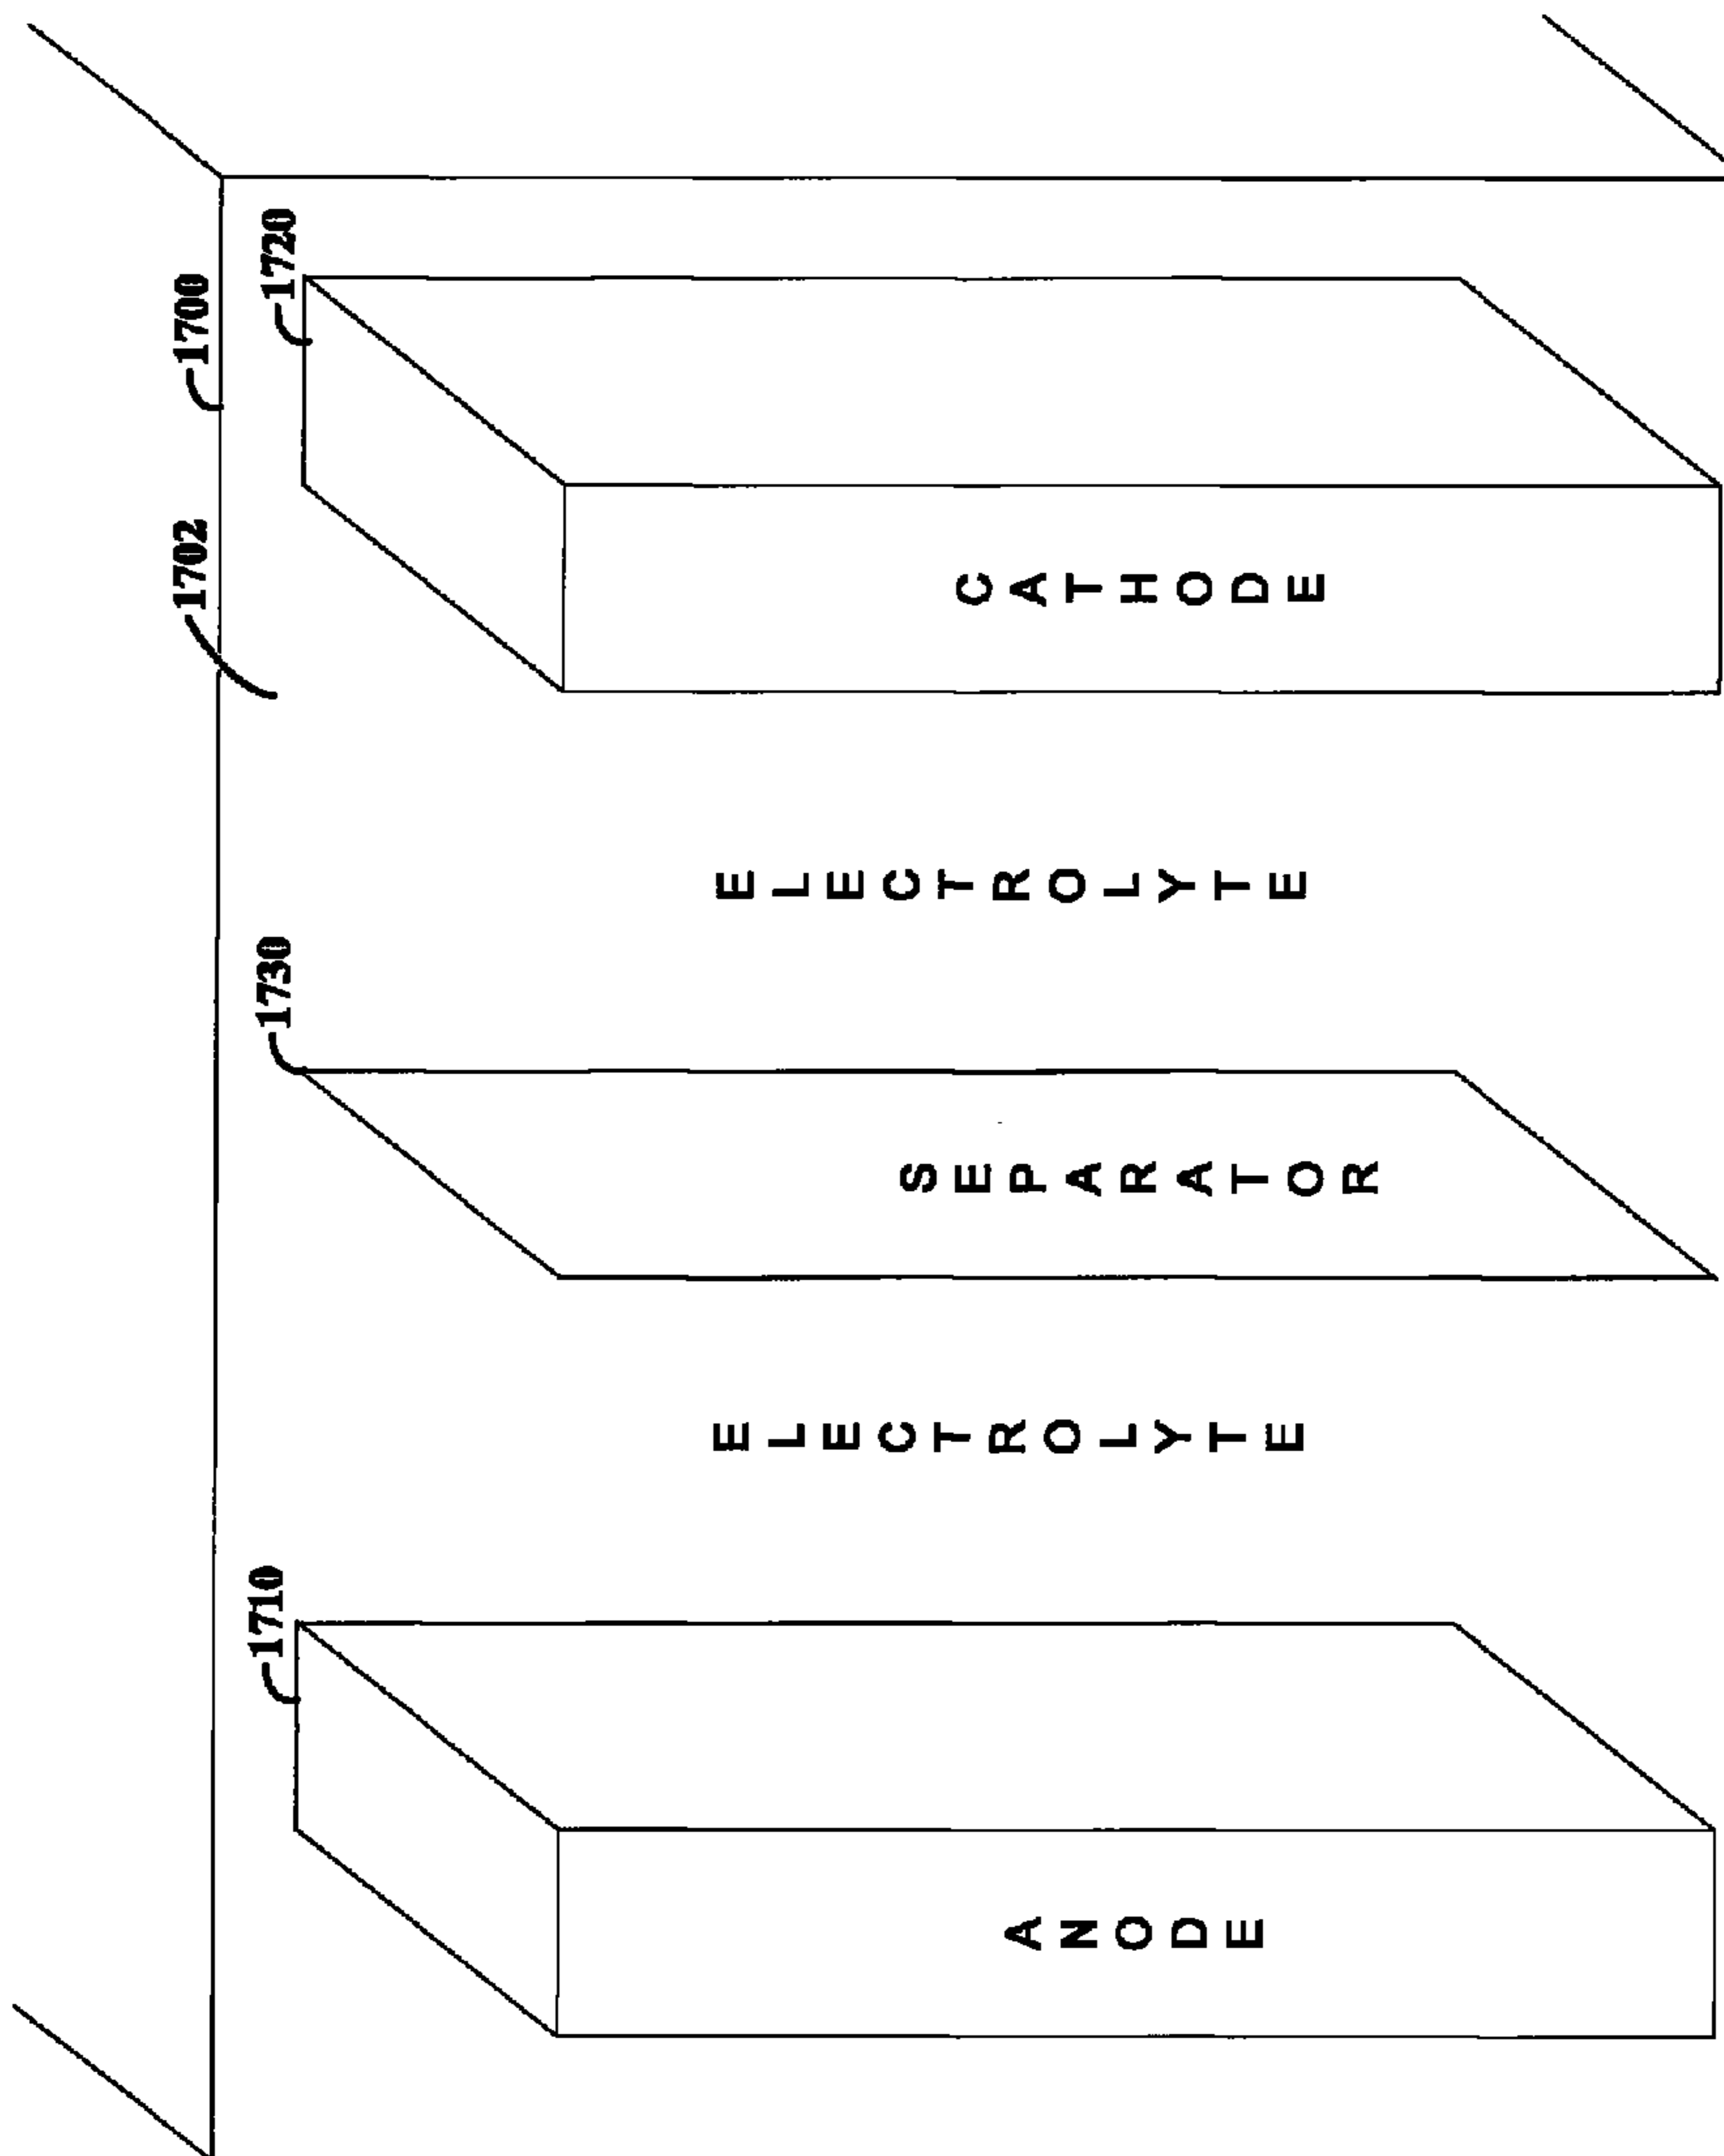 1702 1700
1710 1730 1720
ANODE
ELECTROLYTE
SEPARATOR
ELECTROLYTE
CATHODE